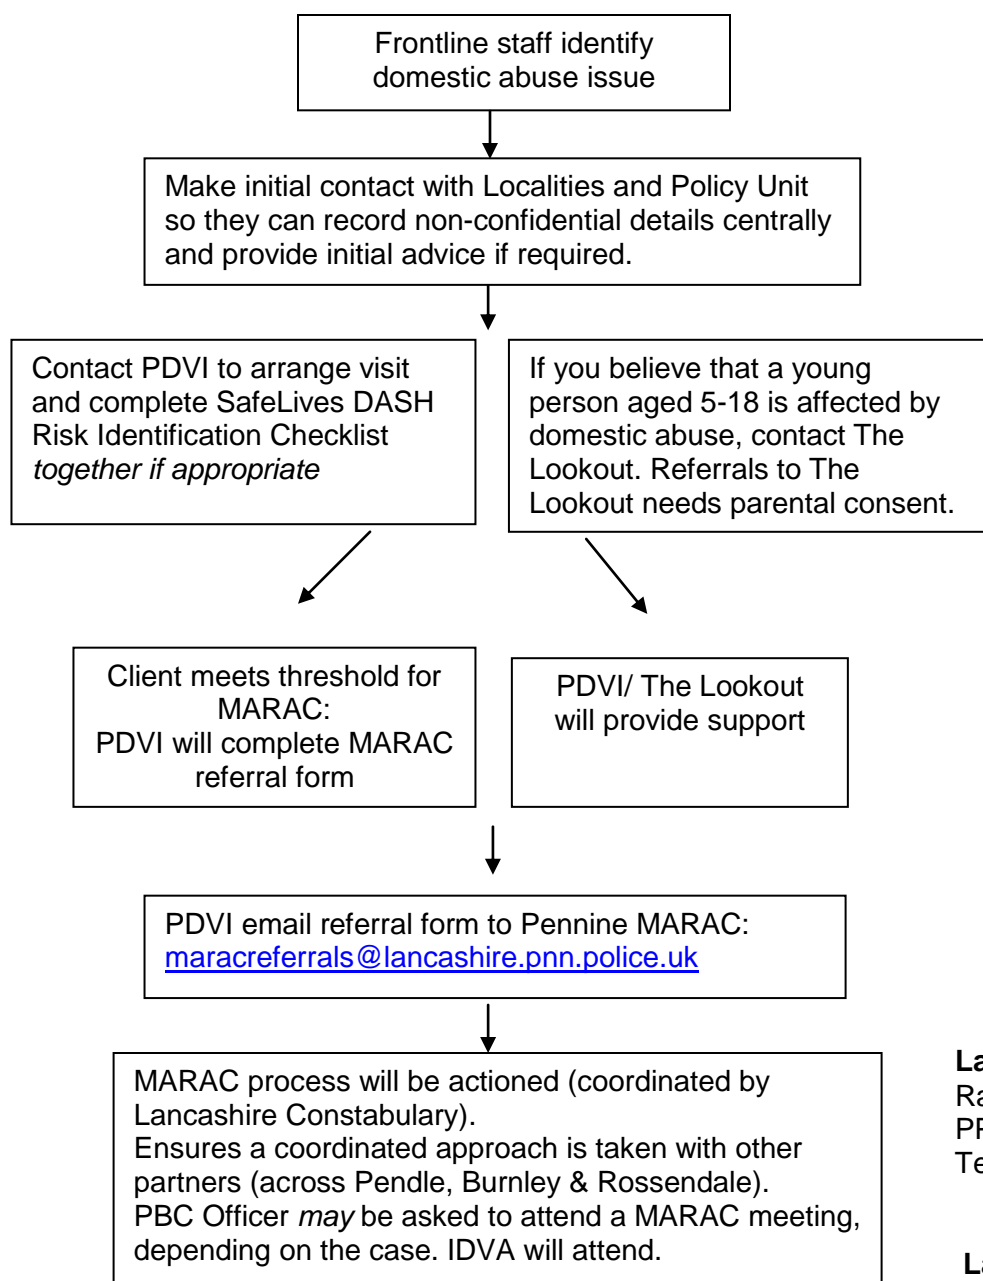 Frontline staff identify
domestic abuse issue
Make initial contact with Localities and Policy Unit
so they can record non-confidential details centrally
and provide initial advice if required.
Contact PDVI to arrange visit
and complete SafeLives DASH
Risk Identification Checklist
together if appropriate
If you believe that a young
person aged 5-18 is affected by
domestic abuse, contact The
Lookout. Referrals to The
Lookout needs parental consent.
Client meets threshold for
MARAC:
PDVI will complete MARAC
referral form
PDVI/ The Lookout
will provide support
PDVI email referral form to Pennine MARAC:
maracreferrals@lancashire.pnn.police.uk
MARAC process will be actioned (coordinated by
Lancashire Constabulary).
Ensures a coordinated approach is taken with other
partners (across Pendle, Burnley & Rossendale).
PBC Officer may be asked to attend a MARAC meeting,
depending on the case. IDVA will attend.